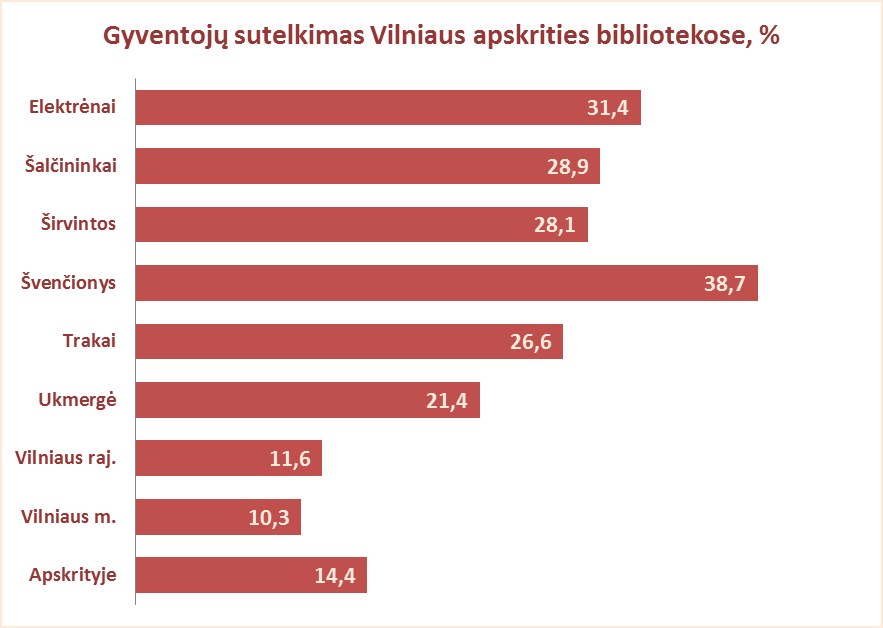 Gyventojų sutelkimas Vilniaus apskrities bibliotekose, %
Elektrėnai 31,4
Šalčininkai 28,9
Širvintos 28,1
Švenčionys 38,7
Trakai 26,6
Ukmergė 21,4
Vilniaus raj. 11,6
Vilniaus m. 10,3
Apskrityje 14,4